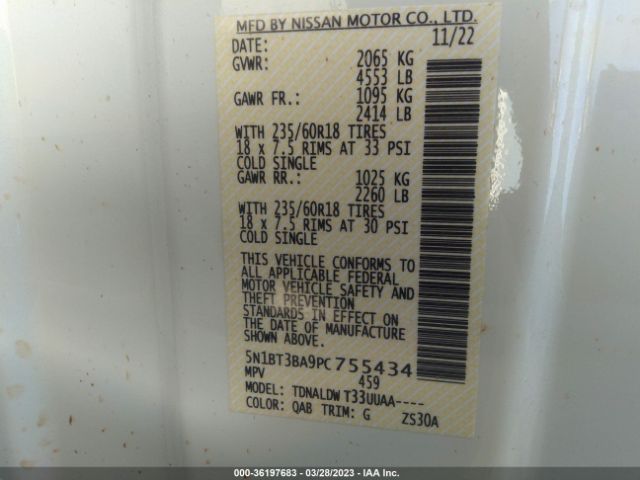 MFD BY NISSAN MOTOR CO., LTD.
DATE: 11/22
GVWR: 2065 KG
4553 LB
GAWR FR.: 1095 KG
2414 LB
WITH 235/60R18 TIRES
18 x 7.5 RIMS AT 33 PSI
COLD SINGLE
GAWR RR.: 1025 KG
2260 LB
WITH 235/60R18 TIRES
18 x 7.5 RIMS AT 30 PSI
COLD SINGLE
THIS VEHICLE CONFORMS TO
ALL APPLICABLE FEDERAL
MOTOR VEHICLE SAFETY AND
THEFT PREVENTION
STANDARDS IN EFFECT ON
THE DATE OF MANUFACTURE
SHOWN ABOVE.
5N1BT3BA9PC755434
MPV 459
MODEL: TDNALDW T33UUAA----
COLOR: QAB TRIM: G ZS30A
000-36197683 / 03/28/2023 - IAA Inc.